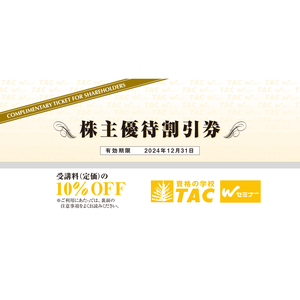 COMPLIMENTARY TICKET FOR SHAREHOLDERS
株主優待割引券
有効期限 2024年12月31日
受講料(定価)の
10%OFF
※ご利用にあたっては、裏面の
注意事項をよくお読みください。
資格の学校
TAC
Wセミナー